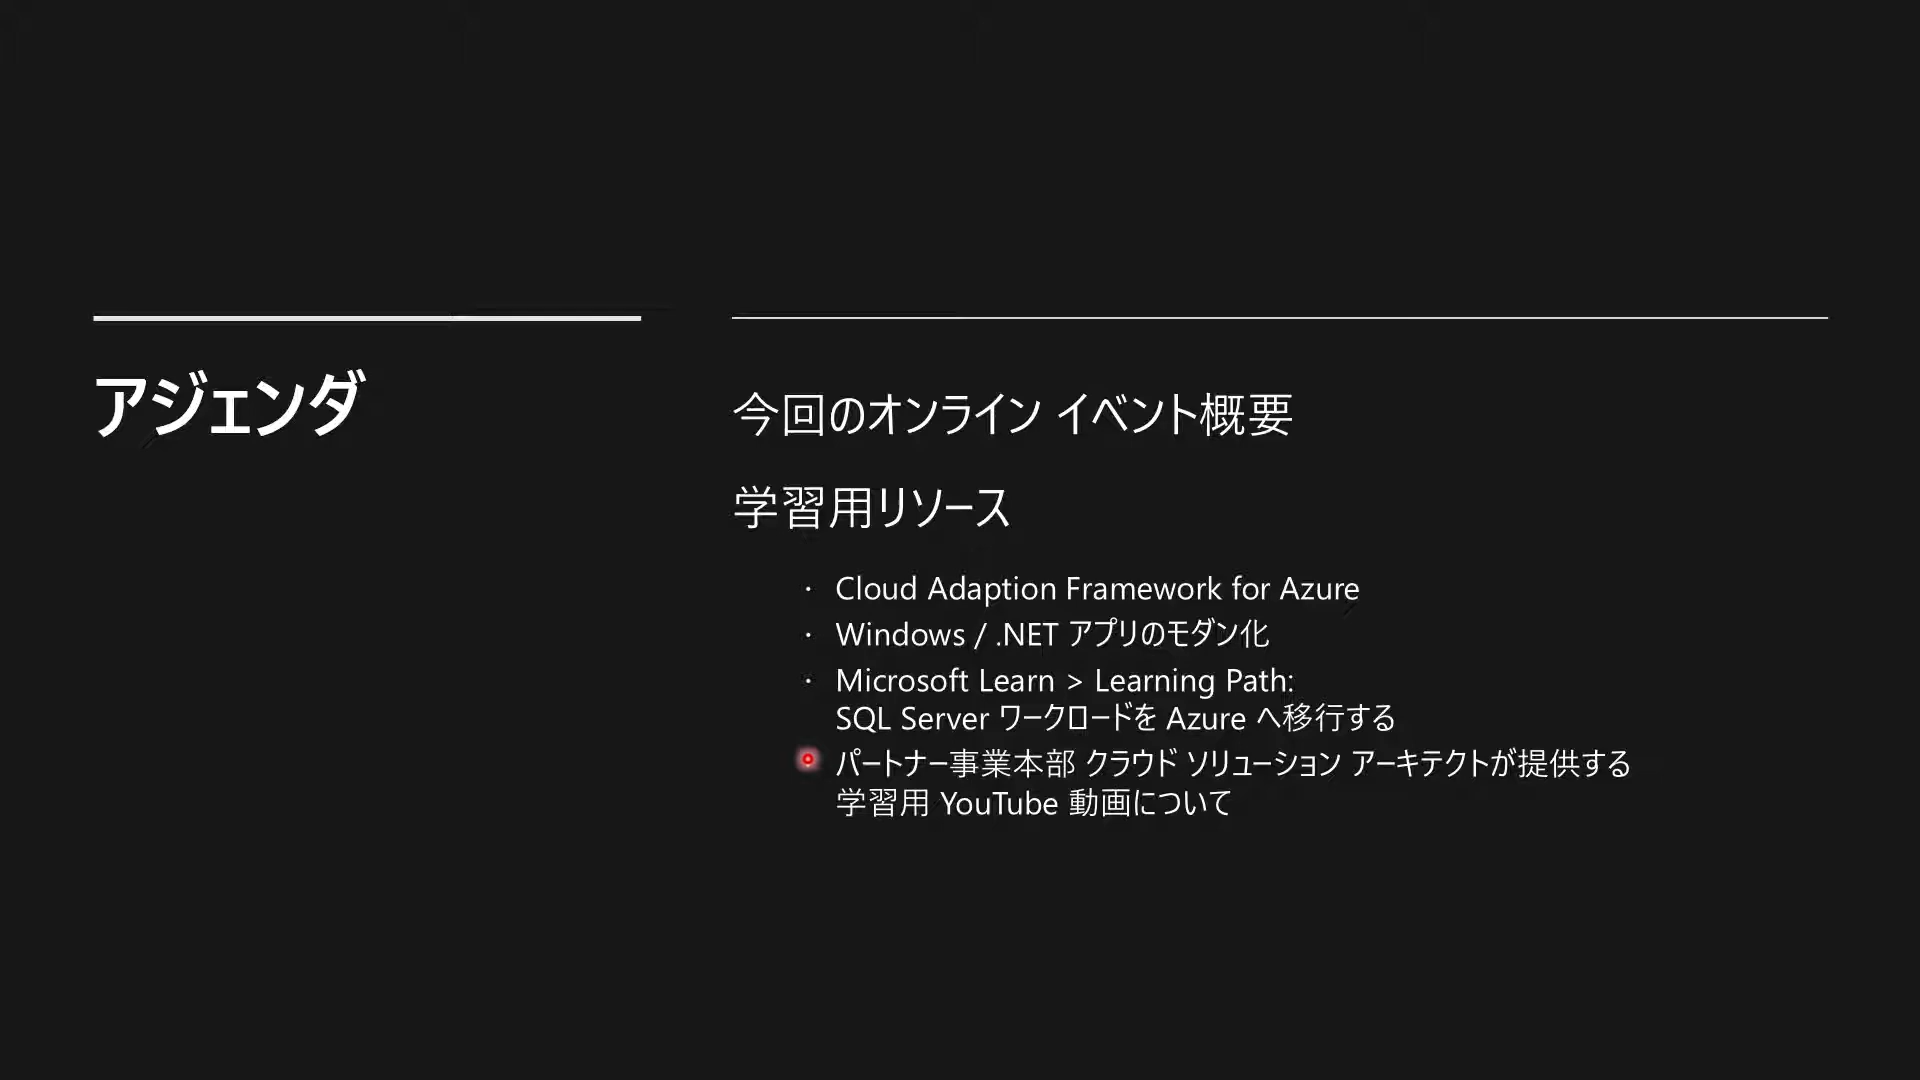 アジェンダ
今回のオンライン イベント概要
学習用リソース
・ Cloud Adaption Framework for Azure
・ Windows / .NET アプリのモダン化
・ Microsoft Learn > Learning Path:
SQL Server ワークロードを Azure へ移行する
パートナー事業本部 クラウド ソリューション アーキテクトが提供する
学習用 YouTube 動画について